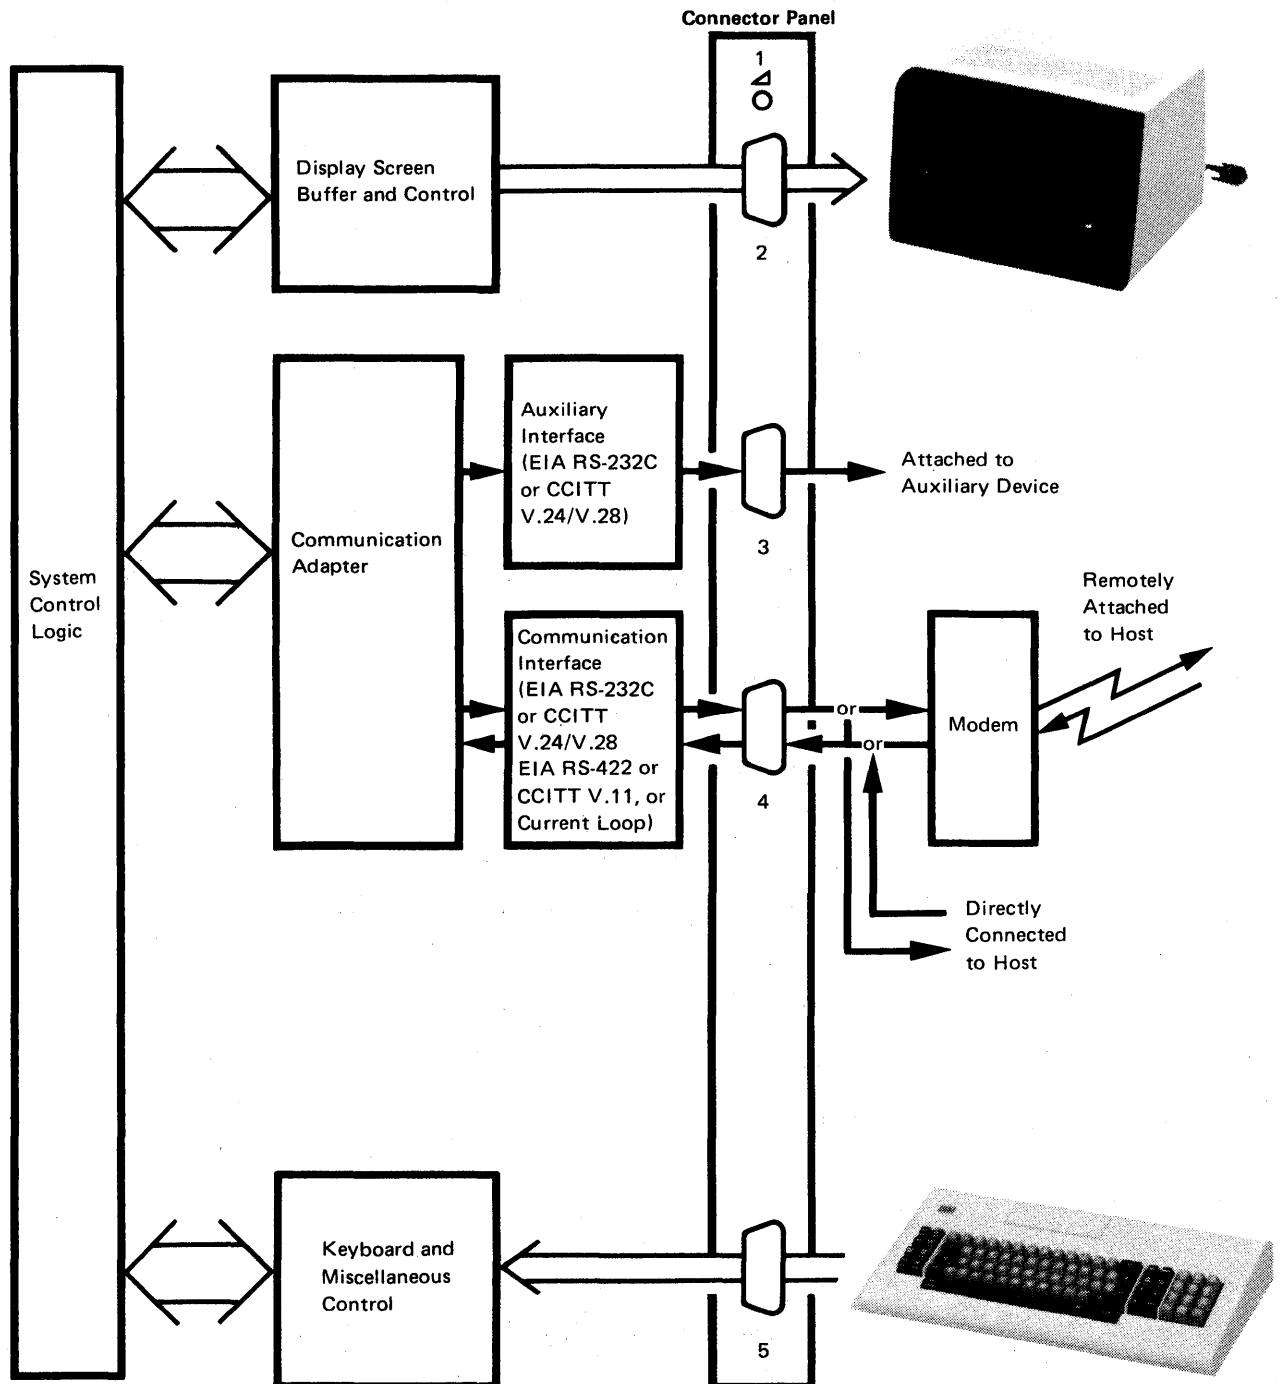 Connector Panel
1
Display Screen
Buffer and Control
2
Auxiliary
Interface
(EIA RS-232C
or CCITT
V.24/V.28)
Attached to
Auxiliary Device
3
Communication
Adapter
System
Control
Logic
Remotely
Attached
to Host
Communication
Interface
(EIA RS-232C
or CCITT
V.24/V.28
EIA RS-422 or
CCITT V.11, or
Current Loop)
or
or
Modem
4
Directly
Connected
to Host
Keyboard and
Miscellaneous
Control
5